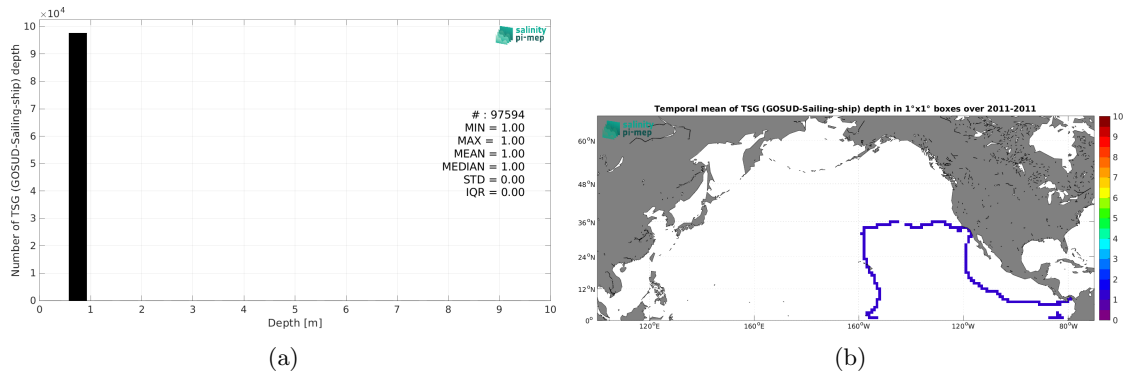 ×10⁴
10
9
8
7
6
5
4
3
2
1
0
Number of TSG (GOSUD-Sailing-ship) depth
salinity
pi-mep
# : 97594
MIN = 1.00
MAX = 1.00
MEAN = 1.00
MEDIAN = 1.00
STD = 0.00
IQR = 0.00
0 1 2 3 4 5 6 7 8 9 10
Depth [m]
(a)
Temporal mean of TSG (GOSUD-Sailing-ship) depth in 1°x1° boxes over 2011-2011
salinity
pi-mep
60°N
48°N
36°N
24°N
12°N
0°
120°E 160°E 160°W 120°W 80°W
10
9
8
7
6
5
4
3
2
1
0
(b)